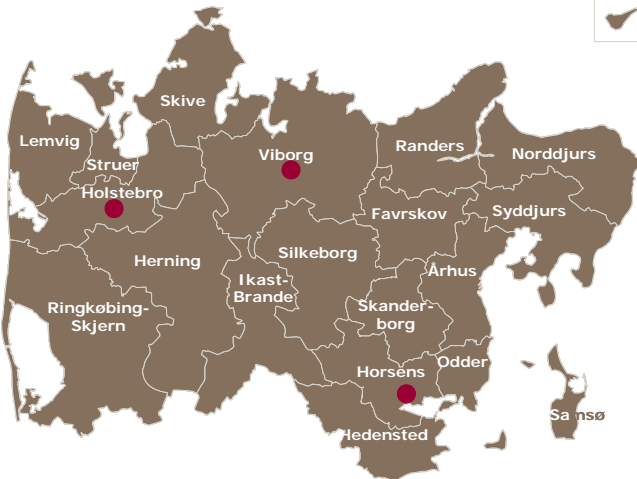 Skive
Lemvig
Randers
Viborg
Norddjurs
Struer
Holstebro
Favrskov
Syddjurs
Silkeborg
Herning
Århus
Ikast-
Brande
Ringkøbing-
Skjern
Skander-
borg
Odder
Horsens
Samsø
Hedensted